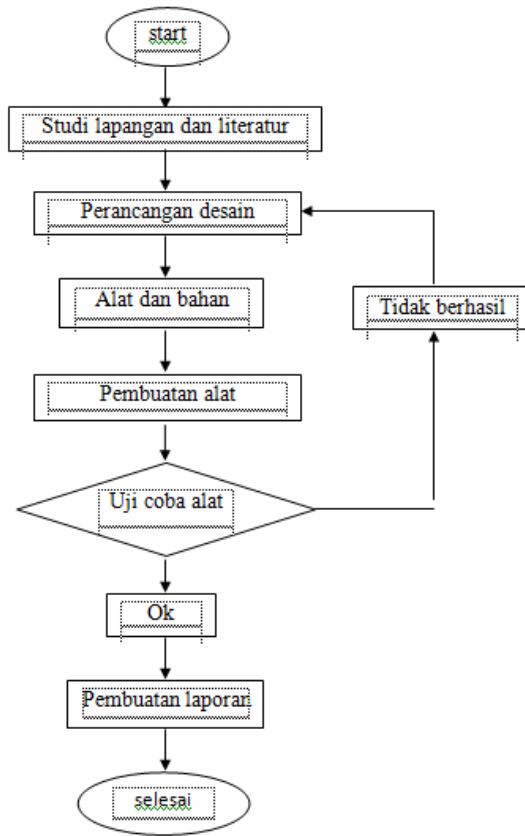 start
Studi lapangan dan literatur
Perancangan desain
Alat dan bahan
Tidak berhasil
Pembuatan alat
Uji coba alat
Ok
Pembuatan laporan
selesai